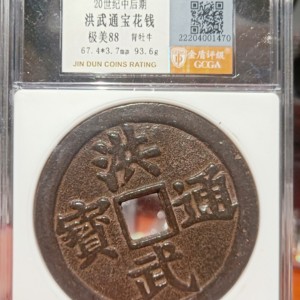 20世纪中后期
洪武通宝花钱
极美88 背牡牛
67.4*3.7mm 93.6g
JIN DUN COINS RATING
金盾评级
GCGA
22204001470
洪武通寳